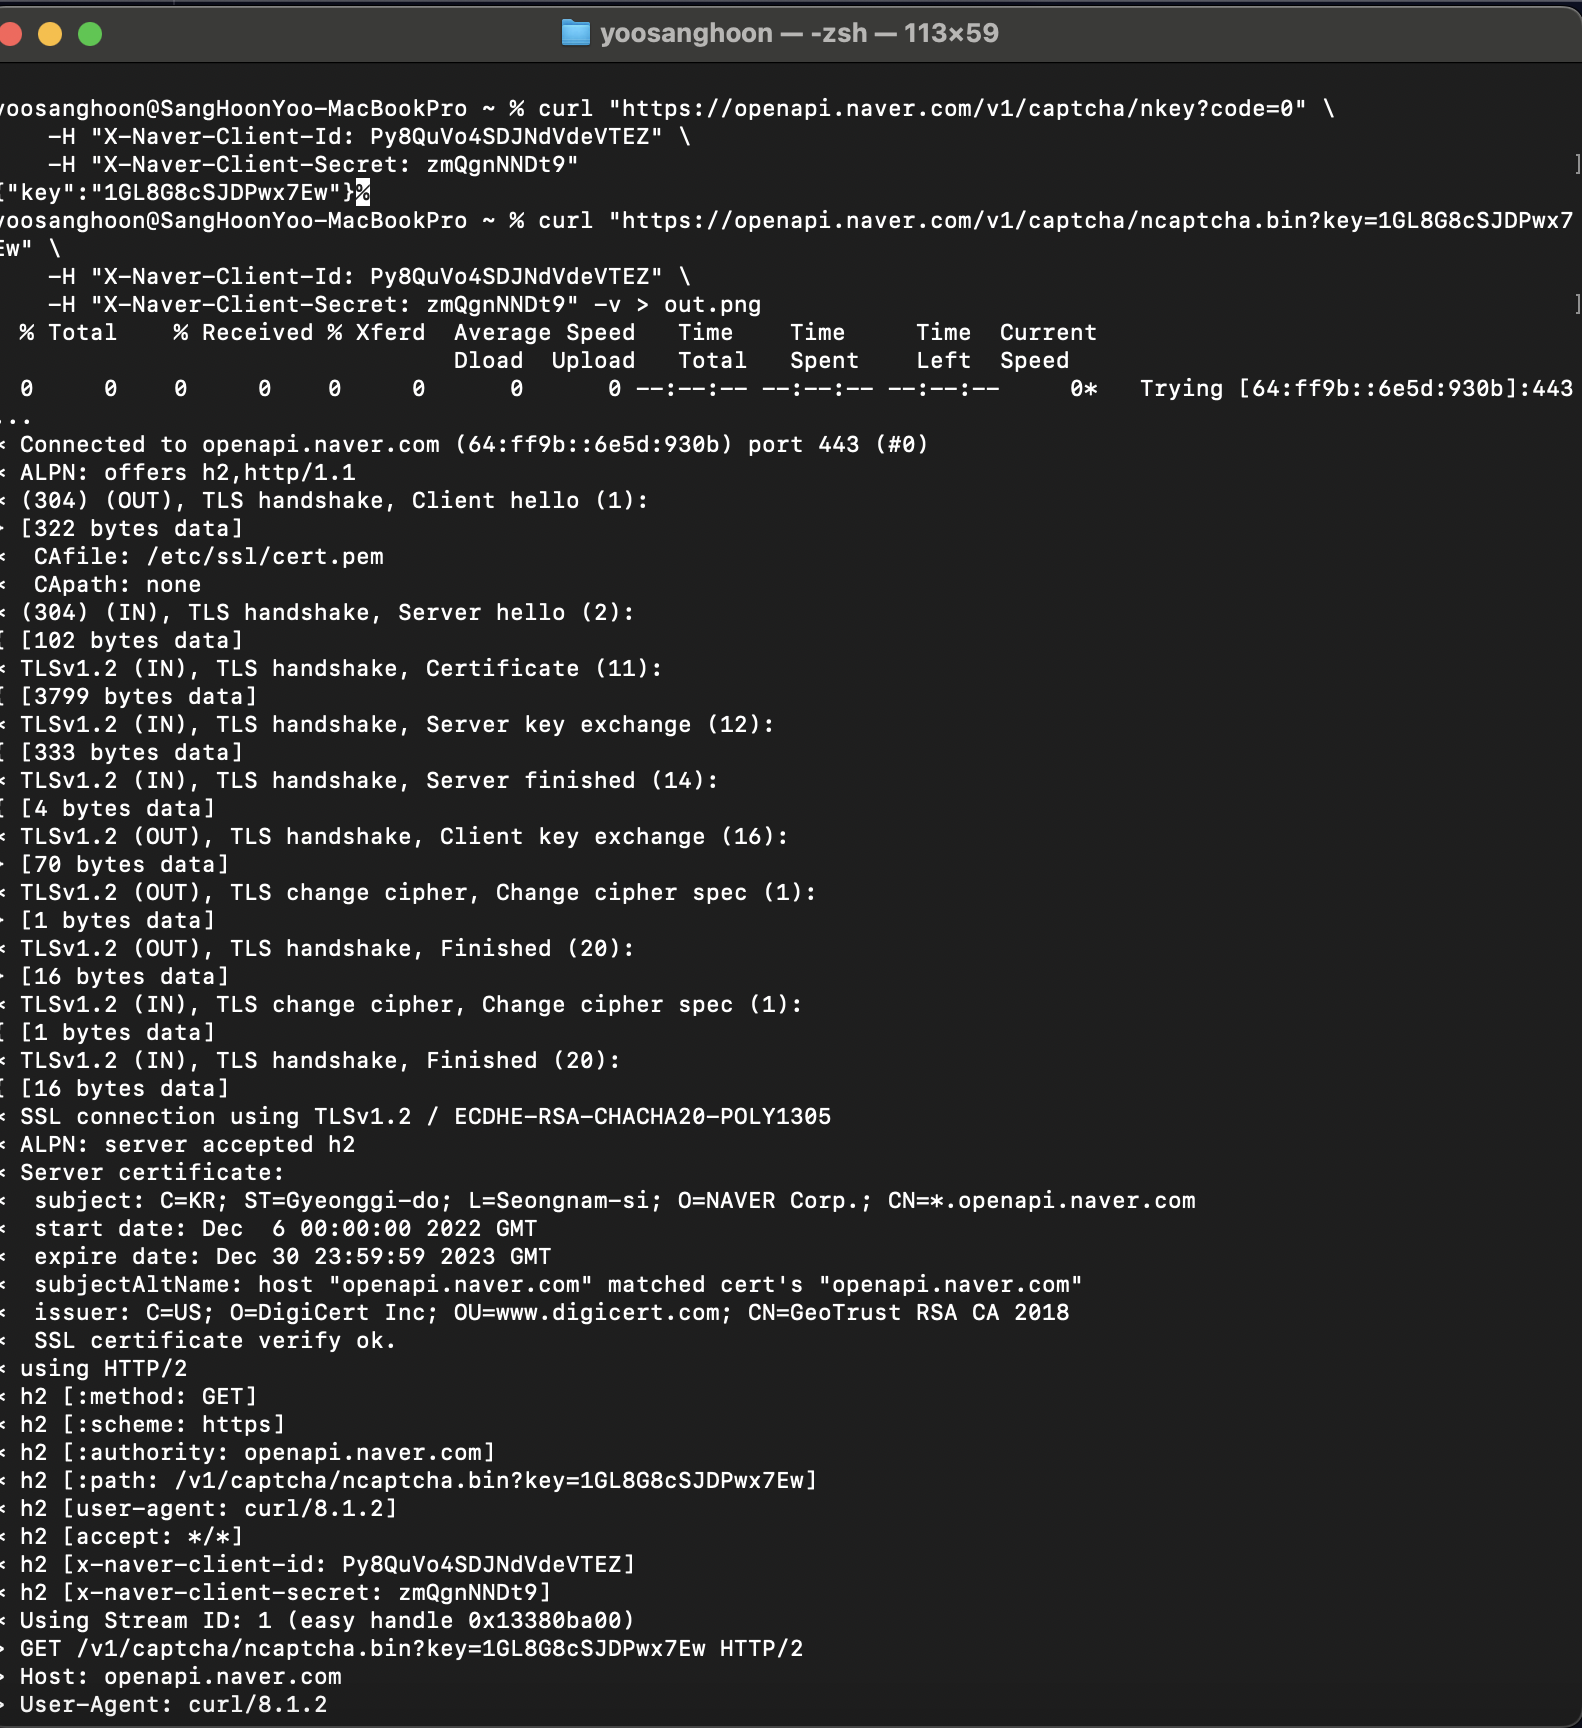 yoosanghoon — -zsh — 113×59
yoosanghoon@SangHoonYoo-MacBookPro ~ % curl "https://openapi.naver.com/v1/captcha/nkey?code=0" \
    -H "X-Naver-Client-Id: Py8QuVo4SDJNdVdeVTEZ" \
    -H "X-Naver-Client-Secret: zmQgnNNDt9" ]
{"key":"1GL8G8cSJDPwx7Ew"}%
yoosanghoon@SangHoonYoo-MacBookPro ~ % curl "https://openapi.naver.com/v1/captcha/ncaptcha.bin?key=1GL8G8cSJDPwx7
Ew" \
    -H "X-Naver-Client-Id: Py8QuVo4SDJNdVdeVTEZ" \
    -H "X-Naver-Client-Secret: zmQgnNNDt9" -v > out.png ]
  % Total    % Received % Xferd  Average Speed   Time    Time     Time  Current
                                 Dload  Upload   Total   Spent    Left  Speed
  0     0    0     0    0     0      0      0 --:--:-- --:--:-- --:--:--     0*   Trying [64:ff9b::6e5d:930b]:443
...
* Connected to openapi.naver.com (64:ff9b::6e5d:930b) port 443 (#0)
* ALPN: offers h2,http/1.1
* (304) (OUT), TLS handshake, Client hello (1):
} [322 bytes data]
*  CAfile: /etc/ssl/cert.pem
*  CApath: none
* (304) (IN), TLS handshake, Server hello (2):
{ [102 bytes data]
* TLSv1.2 (IN), TLS handshake, Certificate (11):
{ [3799 bytes data]
* TLSv1.2 (IN), TLS handshake, Server key exchange (12):
{ [333 bytes data]
* TLSv1.2 (IN), TLS handshake, Server finished (14):
{ [4 bytes data]
* TLSv1.2 (OUT), TLS handshake, Client key exchange (16):
} [70 bytes data]
* TLSv1.2 (OUT), TLS change cipher, Change cipher spec (1):
} [1 bytes data]
* TLSv1.2 (OUT), TLS handshake, Finished (20):
} [16 bytes data]
* TLSv1.2 (IN), TLS change cipher, Change cipher spec (1):
{ [1 bytes data]
* TLSv1.2 (IN), TLS handshake, Finished (20):
{ [16 bytes data]
* SSL connection using TLSv1.2 / ECDHE-RSA-CHACHA20-POLY1305
* ALPN: server accepted h2
* Server certificate:
*  subject: C=KR; ST=Gyeonggi-do; L=Seongnam-si; O=NAVER Corp.; CN=*.openapi.naver.com
*  start date: Dec  6 00:00:00 2022 GMT
*  expire date: Dec 30 23:59:59 2023 GMT
*  subjectAltName: host "openapi.naver.com" matched cert's "openapi.naver.com"
*  issuer: C=US; O=DigiCert Inc; OU=www.digicert.com; CN=GeoTrust RSA CA 2018
*  SSL certificate verify ok.
* using HTTP/2
* h2 [:method: GET]
* h2 [:scheme: https]
* h2 [:authority: openapi.naver.com]
* h2 [:path: /v1/captcha/ncaptcha.bin?key=1GL8G8cSJDPwx7Ew]
* h2 [user-agent: curl/8.1.2]
* h2 [accept: */*]
* h2 [x-naver-client-id: Py8QuVo4SDJNdVdeVTEZ]
* h2 [x-naver-client-secret: zmQgnNNDt9]
* Using Stream ID: 1 (easy handle 0x13380ba00)
> GET /v1/captcha/ncaptcha.bin?key=1GL8G8cSJDPwx7Ew HTTP/2
> Host: openapi.naver.com
> User-Agent: curl/8.1.2